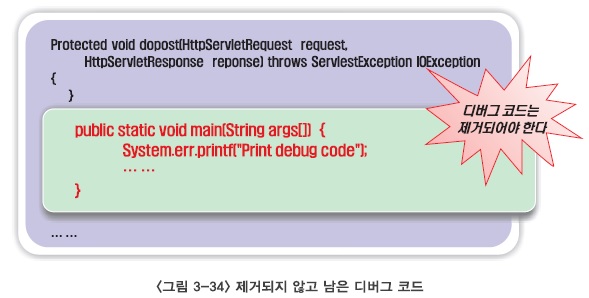 Protected void dopost(HttpServletRequest request,
HttpServletResponse reponse) throws ServlestException IOException
{
}
디버그 코드는
제거되어야 한다
public static void main(String args[]) {
System.err.printf("Print debug code");
... ...
}
... ...
<그림 3-34> 제거되지 않고 남은 디버그 코드